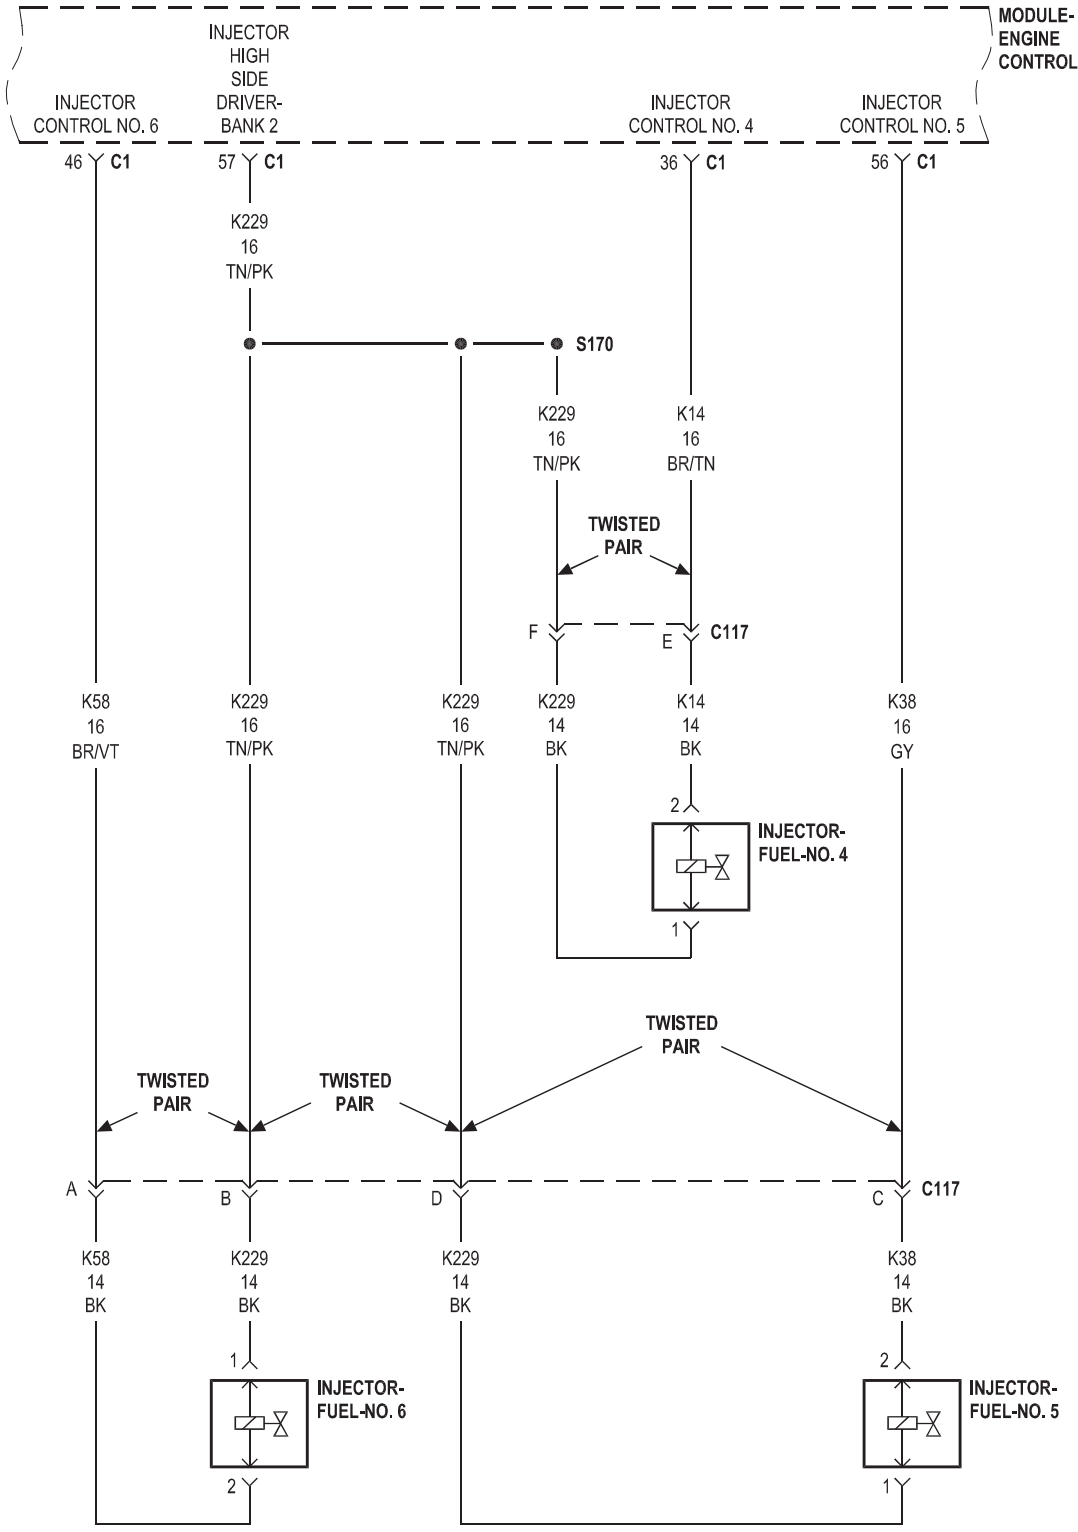 MODULE-
ENGINE
CONTROL
INJECTOR
HIGH
SIDE
DRIVER-
BANK 2
INJECTOR
CONTROL NO. 6
INJECTOR
CONTROL NO. 4
INJECTOR
CONTROL NO. 5
46 C1
57 C1
36 C1
56 C1
K229
16
TN/PK
S170
K229
16
TN/PK
K14
16
BR/TN
TWISTED
PAIR
F
E
C117
K58
16
BR/VT
K229
16
TN/PK
K229
16
TN/PK
K229
14
BK
K14
14
BK
K38
16
GY
2
INJECTOR-
FUEL-NO. 4
1
TWISTED
PAIR
TWISTED
PAIR
TWISTED
PAIR
A
B
D
C
C117
K58
14
BK
K229
14
BK
K229
14
BK
K38
14
BK
1
INJECTOR-
FUEL-NO. 6
2
2
INJECTOR-
FUEL-NO. 5
1